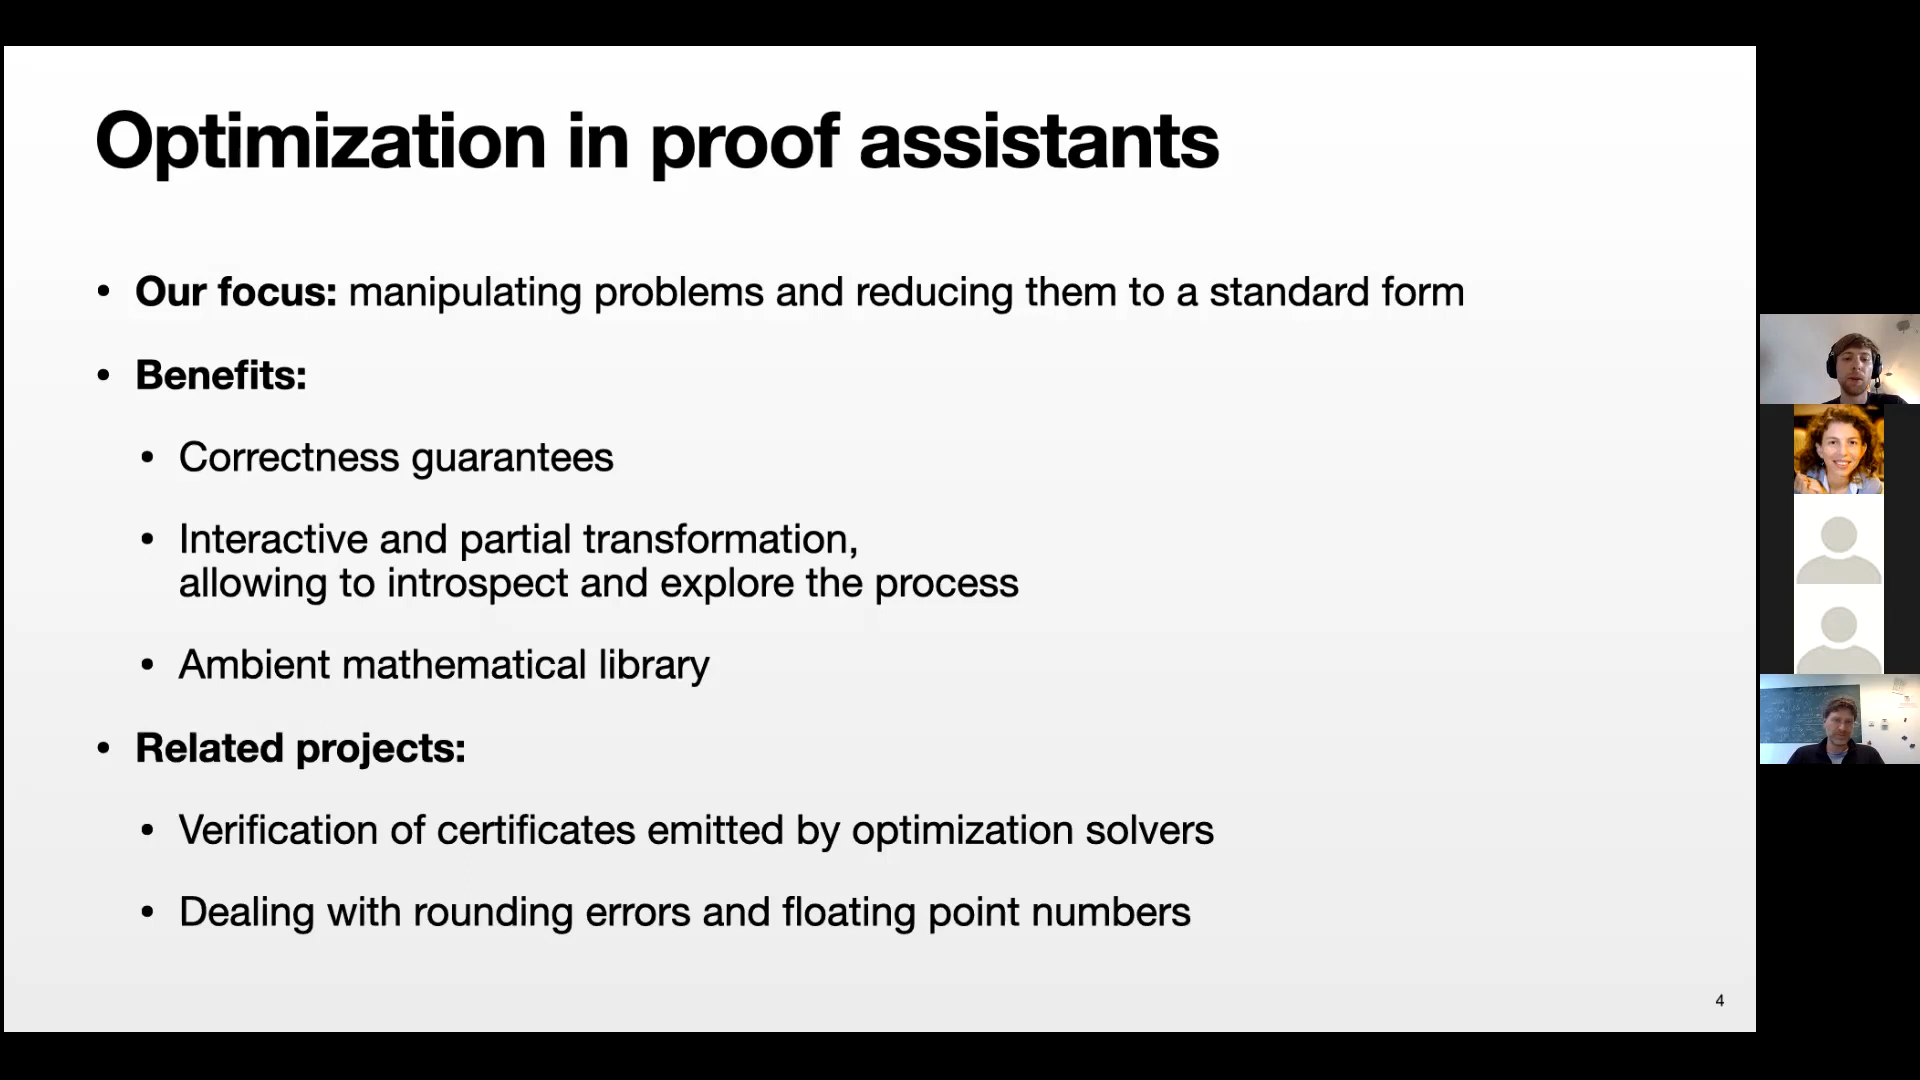 Optimization in proof assistants
• Our focus: manipulating problems and reducing them to a standard form
• Benefits:
• Correctness guarantees
• Interactive and partial transformation,
allowing to introspect and explore the process
• Ambient mathematical library
• Related projects:
• Verification of certificates emitted by optimization solvers
• Dealing with rounding errors and floating point numbers
4